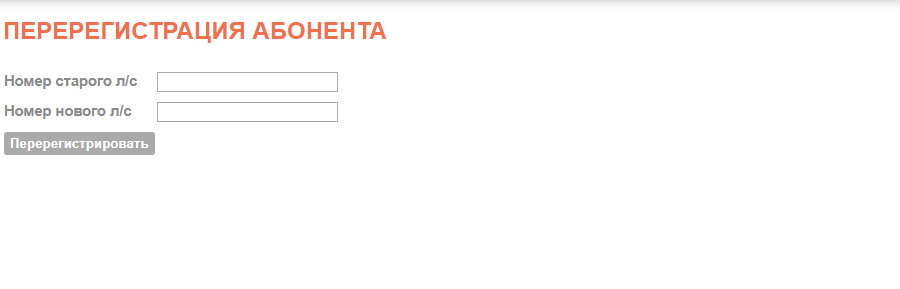 ПЕРЕРЕГИСТРАЦИЯ АБОНЕНТА
Номер старого л/с
Номер нового л/с
Перерегистрировать